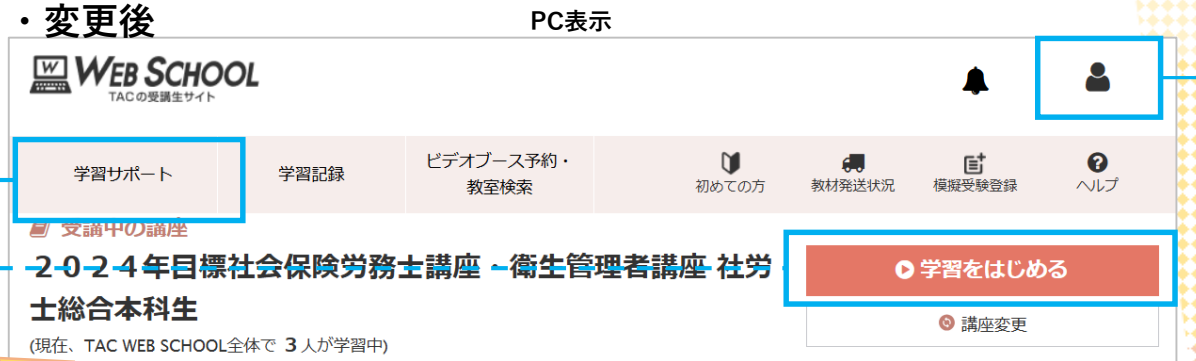 ・変更後
PC表示
W WEB SCHOOL
TACの受講生サイト
学習サポート
学習記録
ビデオブース予約・
教室検索
初めての方
教材発送状況
模擬受験登録
ヘルプ
受講中の講座
２０２４年目標社会保険労務士講座・衛生管理者講座 社労
士総合本科生
(現在、TAC WEB SCHOOL全体で 3 人が学習中)
学習をはじめる
講座変更